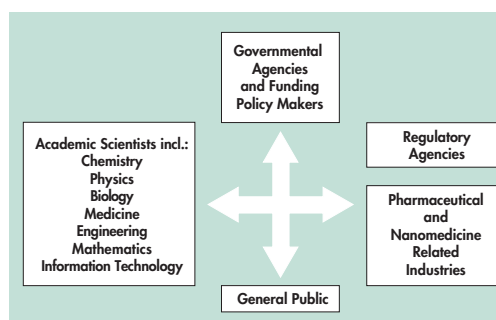 Governmental
Agencies
and Funding
Policy Makers
Academic Scientists incl.:
Chemistry
Physics
Biology
Medicine
Engineering
Mathematics
Information Technology
Regulatory
Agencies
Pharmaceutical
and
Nanomedicine
Related
Industries
General Public